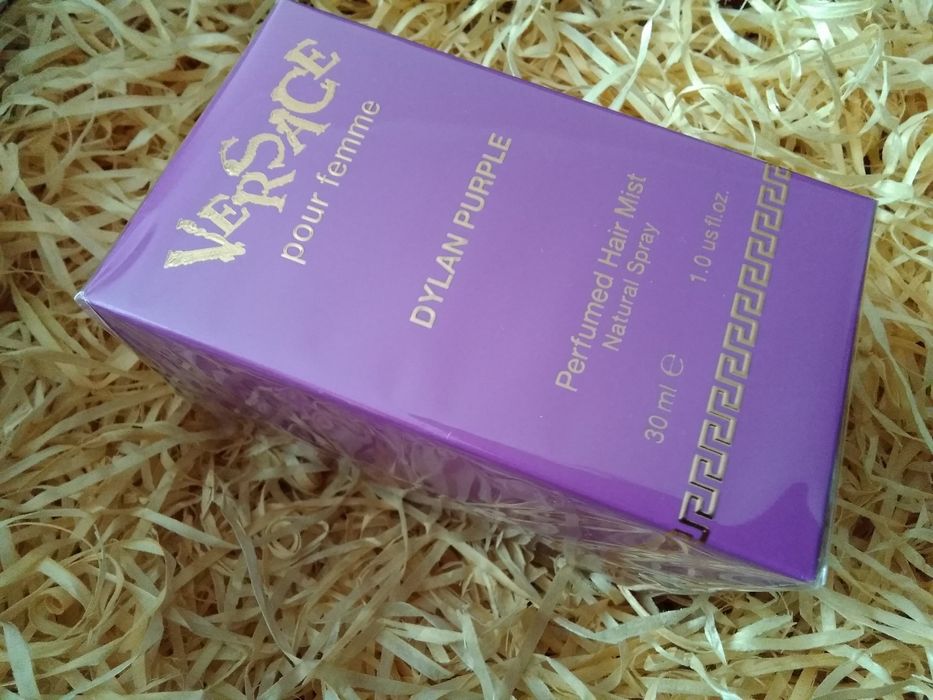 VERSACE
pour femme
DYLAN PURPLE
Perfumed Hair Mist
Natural Spray
30 ml ℮ 1.0 us fl.oz.